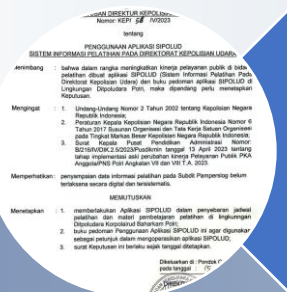 SAN DIREKTUR KEPOLIS
Nomor: KEP/ 58 /IV/2023
tentang
PENGGUNAAN APLIKASI SIPOLUD
SISTEM INFORMASI PELATIHAN PADA DIREKTORAT KEPOLISIAN UDARA
Menimbang : bahwa dalam rangka meningkatkan kinerja pelayanan publik di bidang
pelatihan dibuat aplikasi SIPOLUD (Sistem Informasi Pelatihan Pada
Direktorat Kepolisian Udara) dan buku pedoman aplikasi SIPOLUD di
Lingkungan Ditpoludara Polri, maka dipandang perlu menetapkan
Keputusan.
Mengingat : 1. Undang-Undang Nomor 2 Tahun 2002 tentang Kepolisian Negara
Republik Indonesia;
2. Peraturan Kepala Kepolisian Negara Republik Indonesia Nomor 6
Tahun 2017 Susunan Organisasi dan Tata Kerja Satuan Organisasi
pada Tingkat Markas Besar Kepolisian Negara Republik Indonesia;
3. Surat Kepala Pusat Pendidikan Administrasi Nomor:
B/216/IV/DIK.2.5/2023/Pusdikmin tanggal 13 April 2023 tentang
tahap implementasi aski perubahan kinerja Pelayanan Publik PKA
Anggota/PNS Polri Angkatan VII dan VIII T.A. 2023.
Memperhatikan : penyampaian data informasi pelatihan pada Subdit Pamperslog belum
terlaksana secara digital dan tersistematis.
MEMUTUSKAN
Menetapkan : 1. memberlakukan Aplikasi SIPOLUD dalam penyebaran jadwal
pelatihan dan materi pembelajaran pelatihan di lingkungan
Ditpoludara Korpolairud Baharkam Polri;
2. buku pedoman Penggunaan Aplikasi SIPOLUD ini agar digunakan
sebagai petunjuk dalam mengoperasikan aplikasi SIPOLUD;
3. surat Keputusan ini berlaku sejak tanggal ditetapkan.
Dikeluarkan di : Pondok C
pada tanggal :